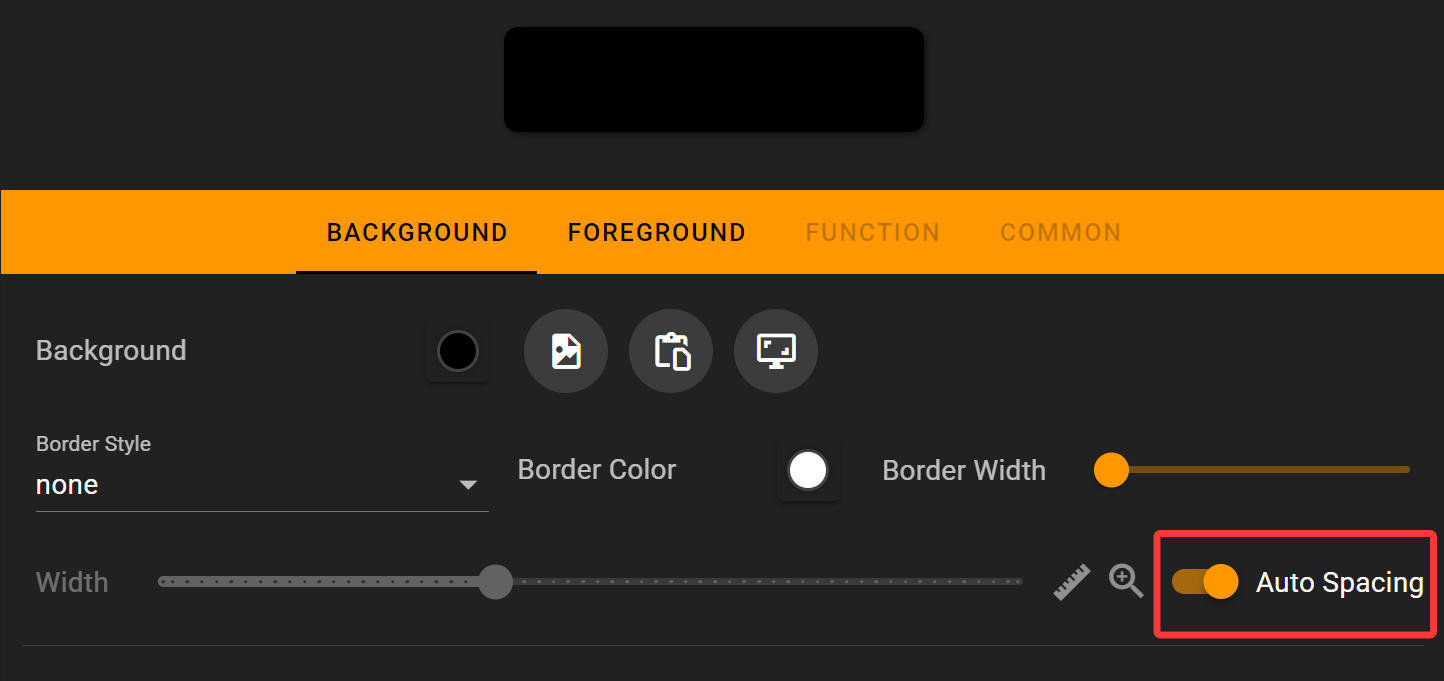 BACKGROUND FOREGROUND FUNCTION COMMON
Background
Border Style
none
Border Color
Border Width
Width
Auto Spacing